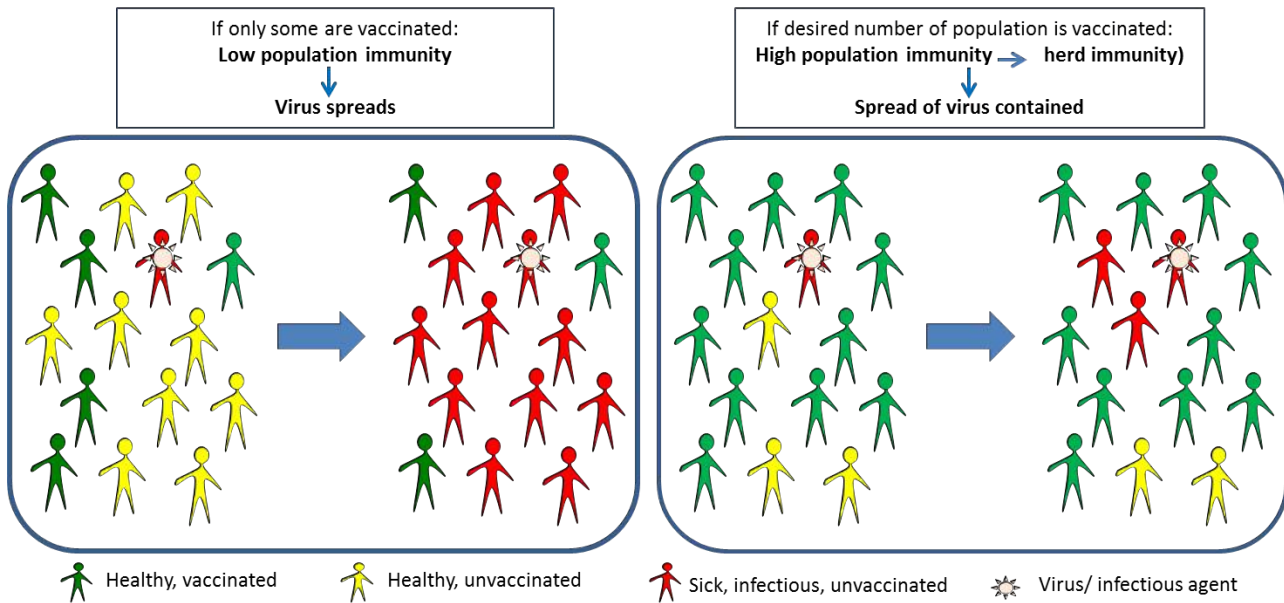 If only some are vaccinated:
Low population immunity
Virus spreads
If desired number of population is vaccinated:
High population immunity herd immunity)
Spread of virus contained
Healthy, vaccinated
Healthy, unvaccinated
Sick, infectious, unvaccinated
Virus/ infectious agent